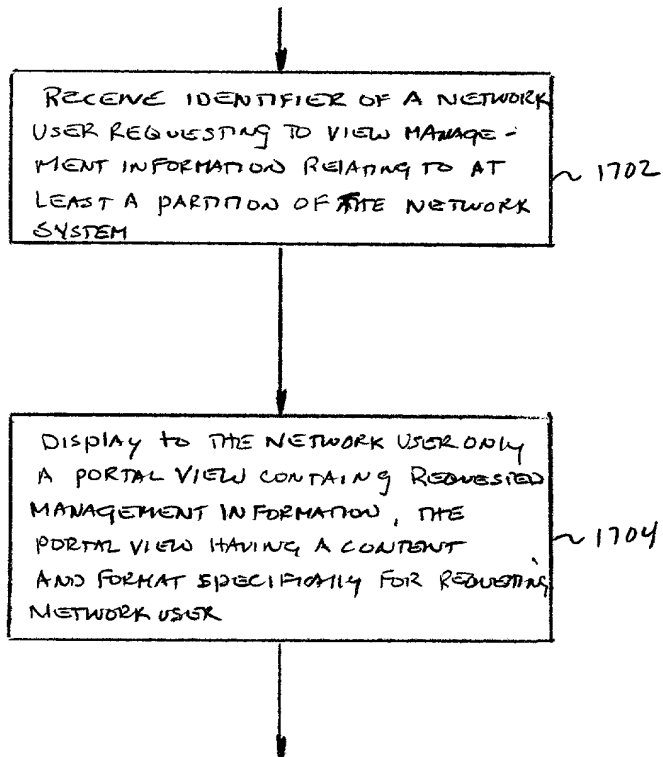 RECEIVE IDENTIFIER OF A NETWORK
USER REQUESTING TO VIEW MANAGE-
MENT INFORMATION RELATING TO AT
LEAST A PARTITION OF THE NETWORK
SYSTEM
1702
DISPLAY TO THE NETWORK USER ONLY
A PORTAL VIEW CONTAING REQUESTED
MANAGEMENT INFORMATION, THE
PORTAL VIEW HAVING A CONTENT
AND FORMAT SPECIFICALLY FOR REQUESTING
NETWORK USER
1704